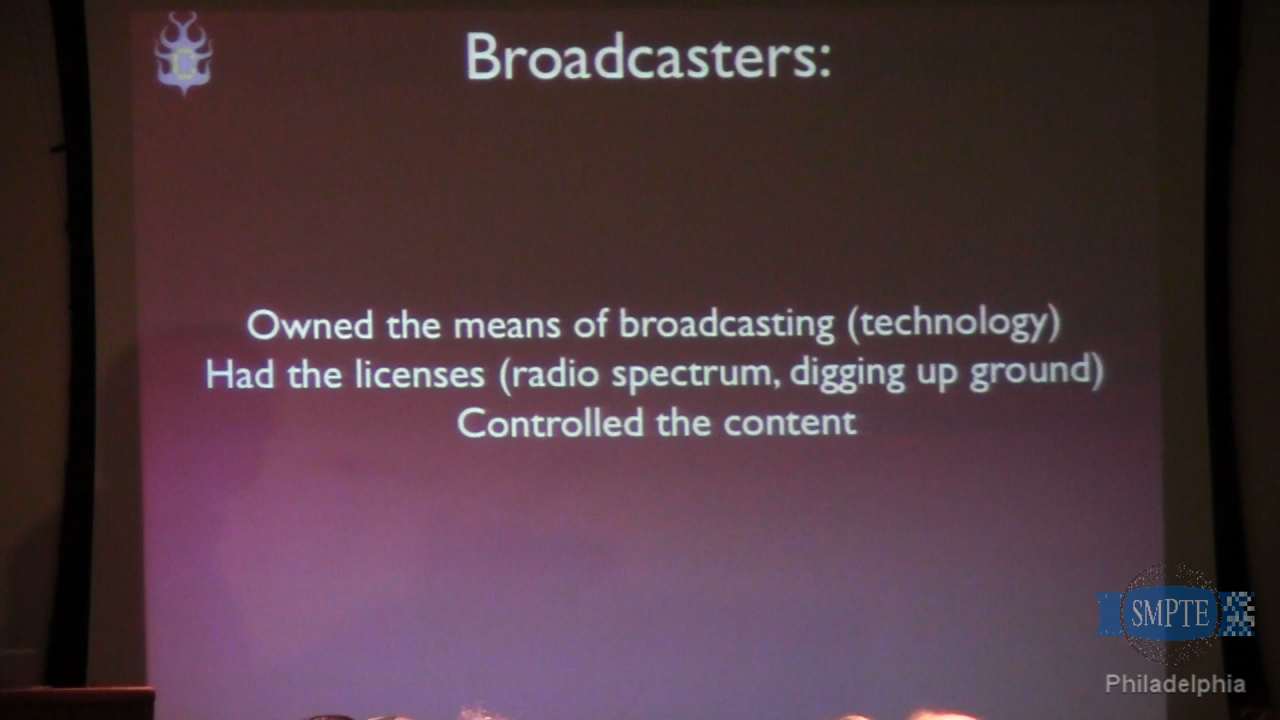 Broadcasters:
Owned the means of broadcasting (technology)
Had the licenses (radio spectrum, digging up ground)
Controlled the content
SMPTE
Philadelphia